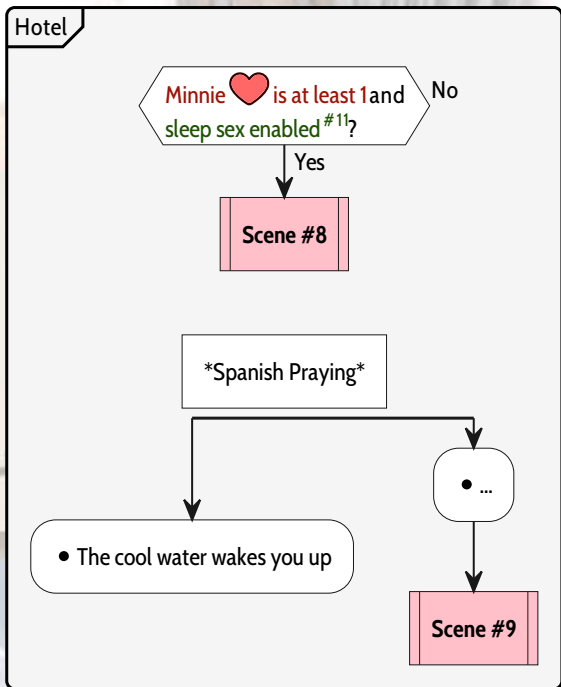 Hotel
Minnie ❤ is at least 1 and
sleep sex enabled #11?
No
Yes
Scene #8
*Spanish Praying*
• ...
• The cool water wakes you up
Scene #9